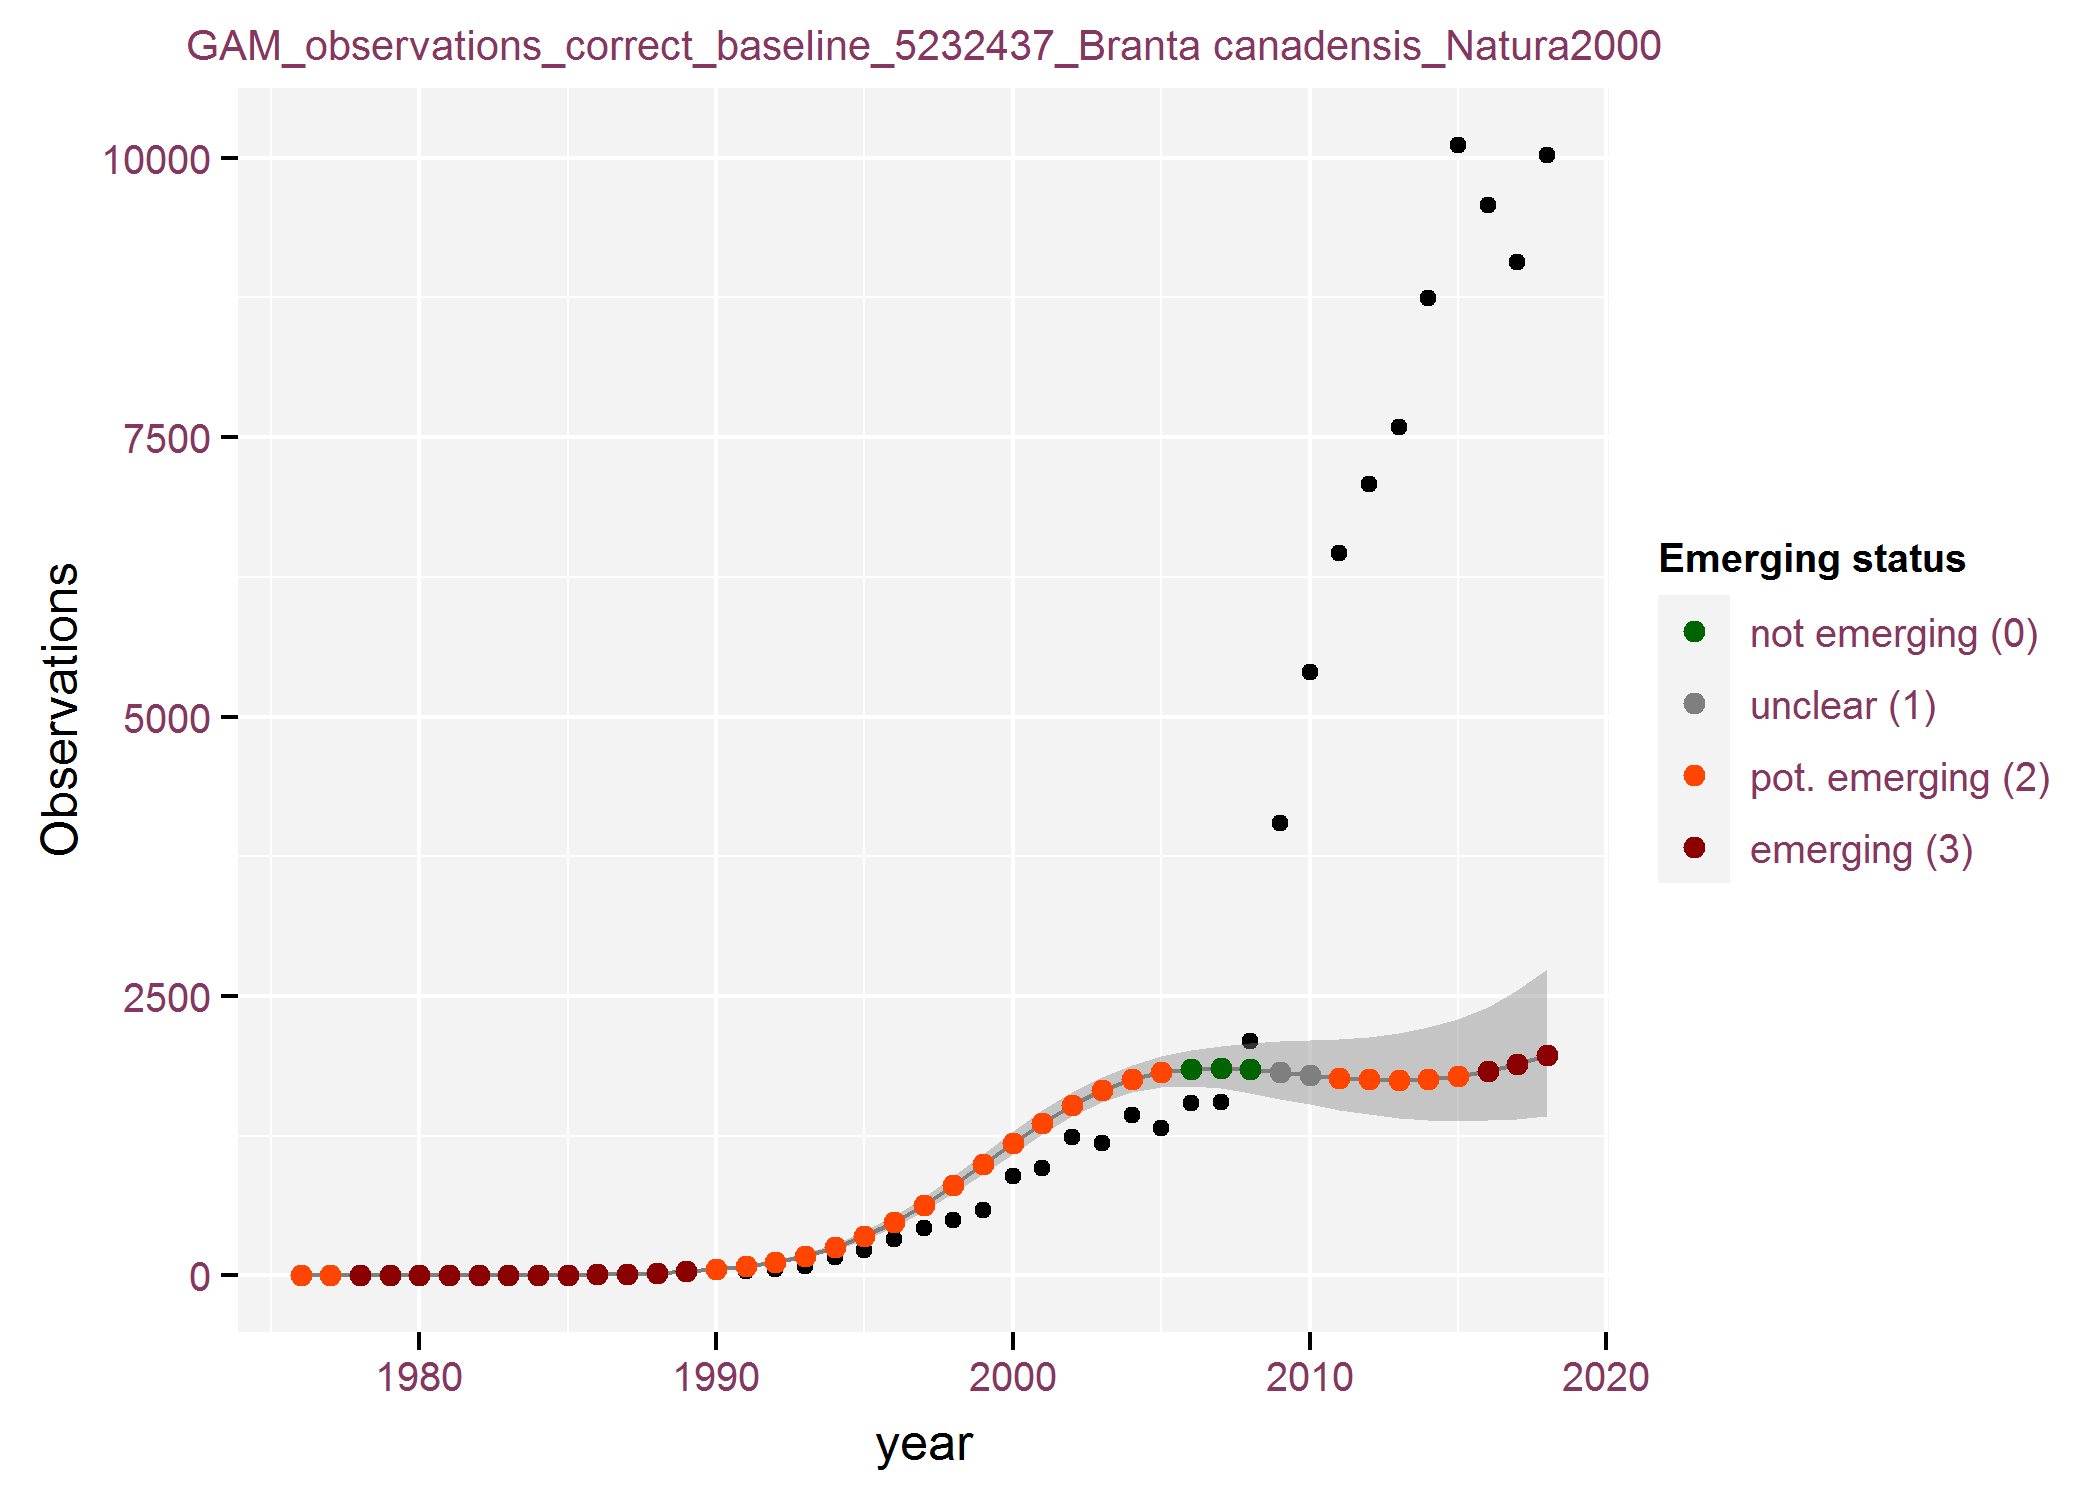 GAM_observations_correct_baseline_5232437_Branta canadensis_Natura2000
10000
7500
5000
2500
0
Observations
1980
1990
2000
2010
2020
year
Emerging status
not emerging (0)
unclear (1)
pot. emerging (2)
emerging (3)